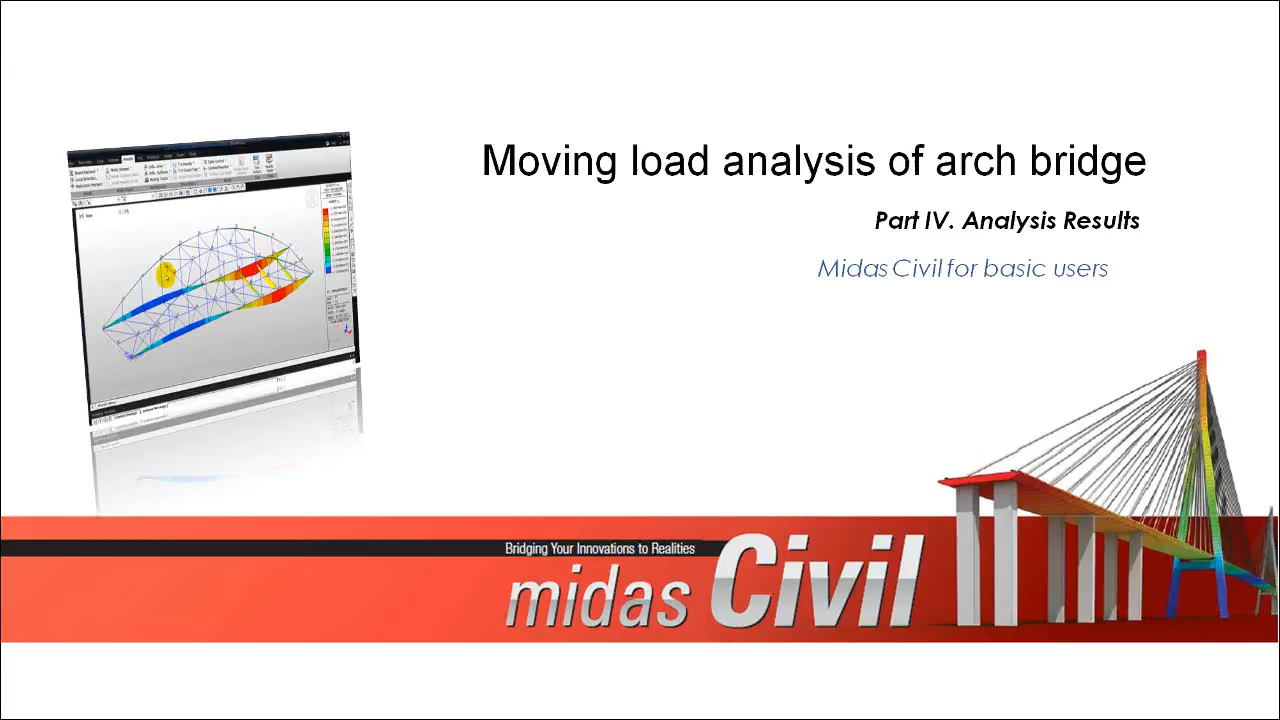 Moving load analysis of arch bridge
Part IV. Analysis Results
Midas Civil for basic users
Bridging Your Innovations to Realities
midas Civil